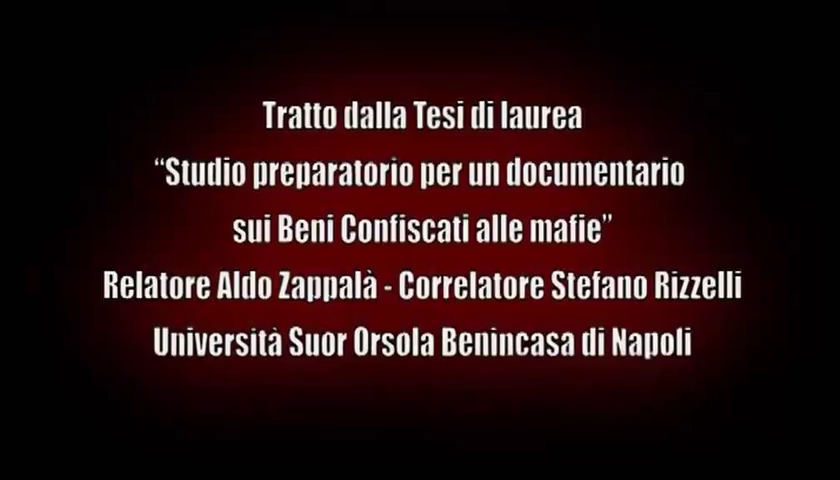 Tratto dalla Tesi di laurea
“Studio preparatorio per un documentario
sui Beni Confiscati alle mafie”
Relatore Aldo Zappalà - Correlatore Stefano Rizzelli
Università Suor Orsola Benincasa di Napoli